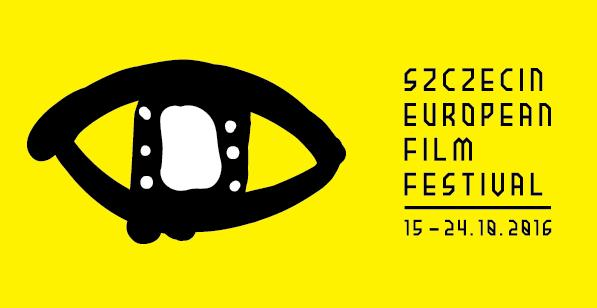 SZCZECIN
EUROPEAN
FILM
FESTIVAL
15-24.10.2016